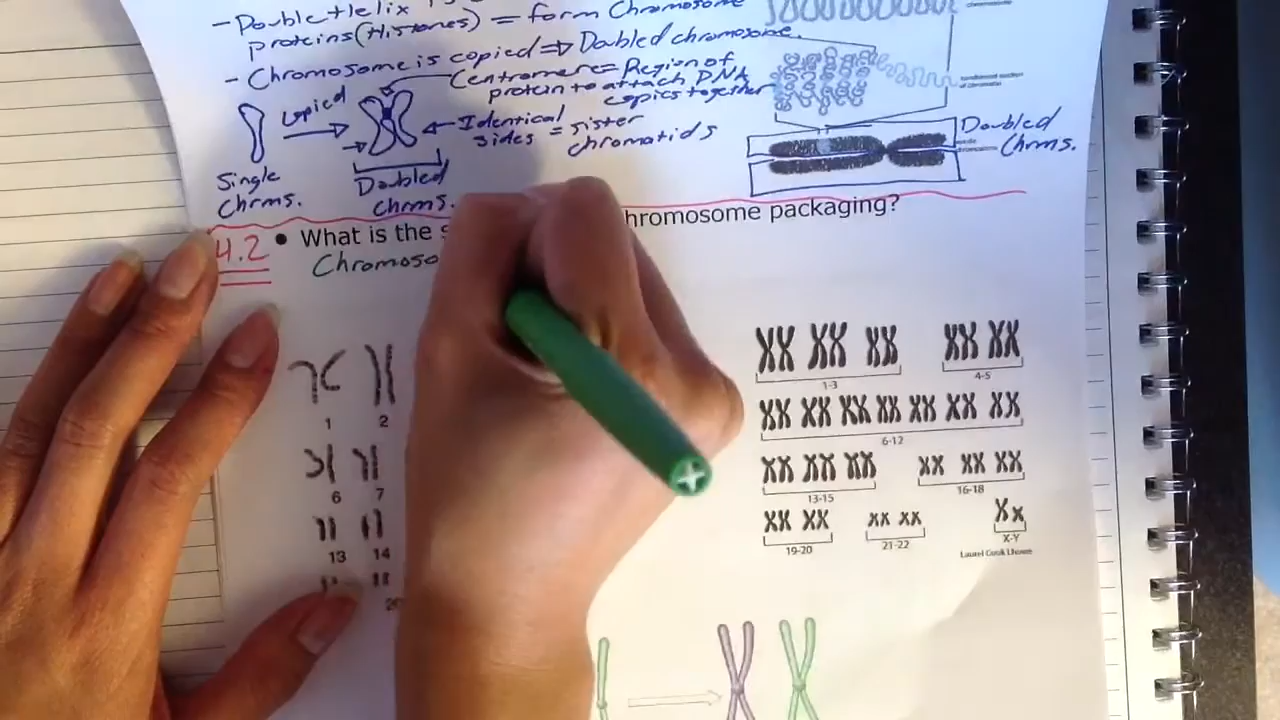 - Double Helix
proteins (Histones) = form Chromosome
- Chromosome is copied => Doubled chromosome.
Centromere = Region of
protein to attach DNA
copies together
copied
Identical
sides = sister
chromatids
Single
Chrms.
Doubled
chrms.
chromosome
Doubled
Chrms.
4.2 • What is the hromosome packaging?
Chromoso
1 2
6 7
13 14
20
1-3 4-5
6-12
13-15 16-18
19-20 21-22 X-Y
Laurel Cook Lhowe